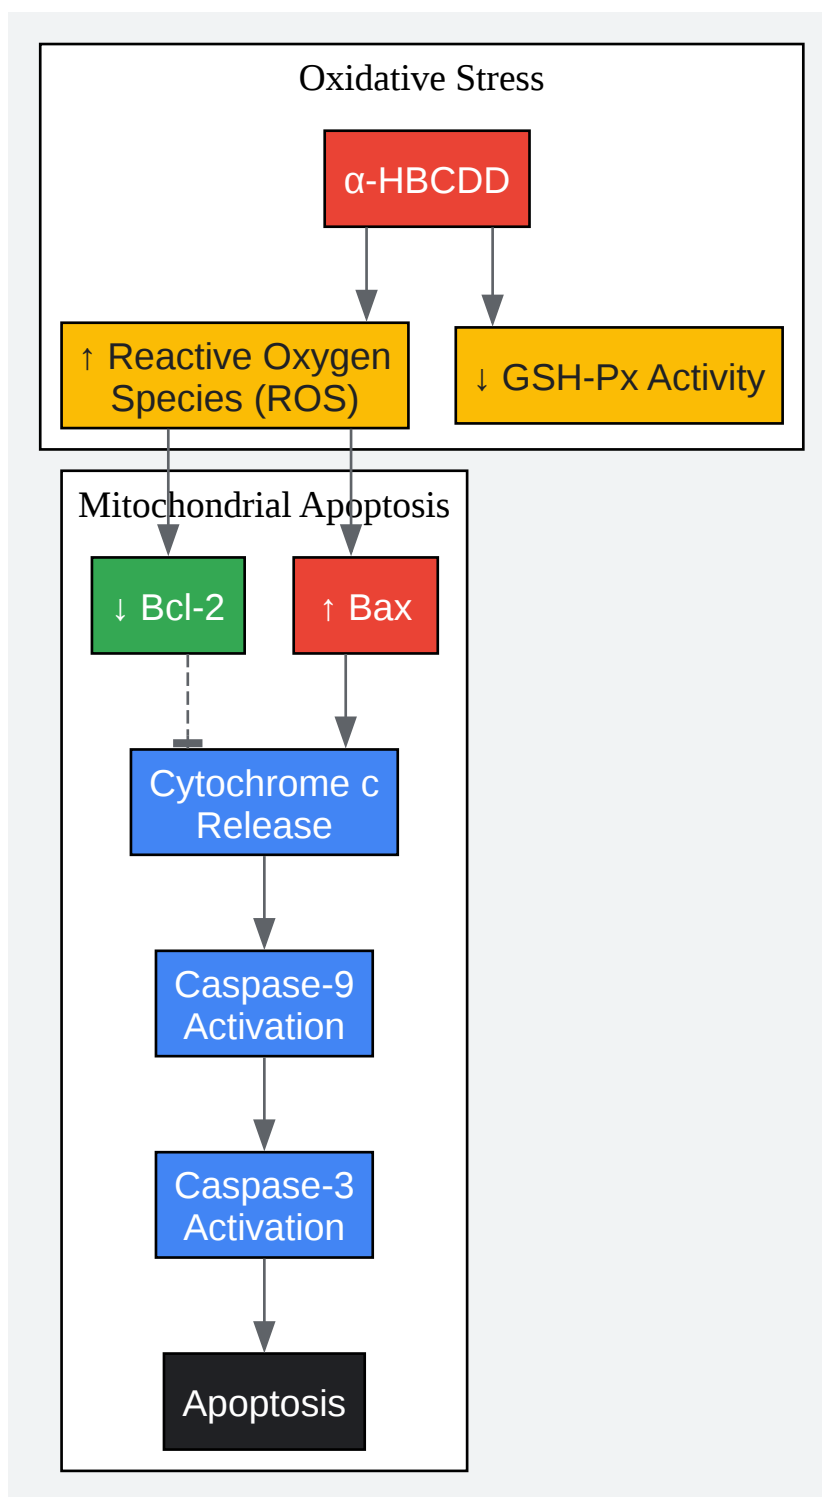 Oxidative Stress
α-HBCDD
↑ Reactive Oxygen
Species (ROS)
↓ GSH-Px Activity
Mitochondrial Apoptosis
↓ Bcl-2
↑ Bax
Cytochrome c
Release
Caspase-9
Activation
Caspase-3
Activation
Apoptosis